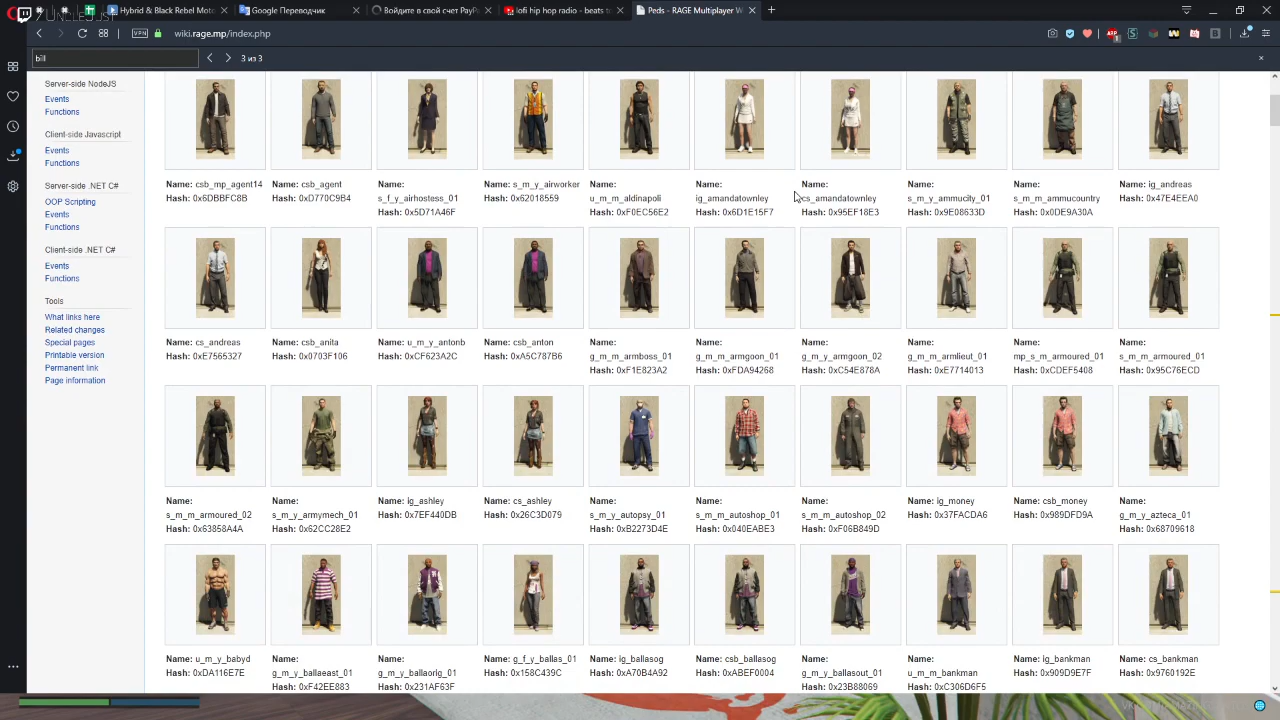 Hybrid & Black Rebel Moto
Google Переводчик
Войдите в свой счет PayPa
lofi hip hop radio - beats to
Peds - RAGE Multiplayer W
VPN
wiki.rage.mp/index.php
bill
3 из 3
Server-side NodeJS
Events
Functions
Client-side Javascript
Events
Functions
Server-side .NET C#
OOP Scripting
Events
Functions
Client-side .NET C#
Events
Functions
Tools
What links here
Related changes
Special pages
Printable version
Permanent link
Page information
Name: csb_mp_agent14
Hash: 0x6DBBFC8B
Name: csb_agent
Hash: 0xD770C9B4
Name:
s_f_y_airhostess_01
Hash: 0x5D71A46F
Name: s_m_y_airworker
Hash: 0x62018559
Name:
u_m_m_aldinapoli
Hash: 0xF0EC56E2
Name:
ig_amandatownley
Hash: 0x6D1E15F7
Name:
cs_amandatownley
Hash: 0x95EF18E3
Name:
s_m_y_ammucity_01
Hash: 0x9E08633D
Name:
s_m_m_ammucountry
Hash: 0x0DE9A30A
Name: ig_andreas
Hash: 0x47E4EEA0
Name: cs_andreas
Hash: 0xE7565327
Name: csb_anita
Hash: 0x0703F106
Name: u_m_y_antonb
Hash: 0xCF623A2C
Name: csb_anton
Hash: 0xA5C787B6
Name:
g_m_m_armboss_01
Hash: 0xF1E823A2
Name:
g_m_m_armgoon_01
Hash: 0xFDA94268
Name:
g_m_y_armgoon_02
Hash: 0xC54E878A
Name:
g_m_m_armlieut_01
Hash: 0xE7714013
Name:
mp_s_m_armoured_01
Hash: 0xCDEF5408
Name:
s_m_m_armoured_01
Hash: 0x95C76ECD
Name:
s_m_m_armoured_02
Hash: 0x63858A4A
Name:
s_m_y_armymech_01
Hash: 0x62CC28E2
Name: ig_ashley
Hash: 0x7EF440DB
Name: cs_ashley
Hash: 0x26C3D079
Name:
s_m_y_autopsy_01
Hash: 0xB2273D4E
Name:
s_m_m_autoshop_01
Hash: 0x040EABE3
Name:
s_m_m_autoshop_02
Hash: 0xF06B849D
Name: ig_money
Hash: 0x37FACDA6
Name: csb_money
Hash: 0x989DFD9A
Name:
g_m_y_azteca_01
Hash: 0x68709618
Name: u_m_y_babyd
Hash: 0xDA116E7E
Name:
g_m_y_ballaeast_01
Hash: 0xF42EE883
Name:
g_m_y_ballaorig_01
Hash: 0x231AF63F
Name: g_f_y_ballas_01
Hash: 0x158C439C
Name: ig_ballasog
Hash: 0xA70B4A92
Name: csb_ballasog
Hash: 0xABEF0004
Name:
g_m_y_ballasout_01
Hash: 0x23B88069
Name:
u_m_m_bankman
Hash: 0xC306D6F5
Name: ig_bankman
Hash: 0x909D9E7F
Name: cs_bankman
Hash: 0x9760192E